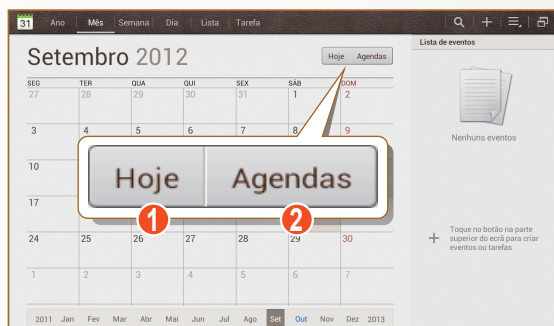 31 Ano Mês Semana Dia Lista Tarefa
Setembro 2012
Hoje Agendas
Lista de eventos
SEG TER QUA QUI SEX SÁB DOM
27 28 29 30 31 1 2
Nenhuns eventos
3 4 5 6 7 8 9
10
Hoje Agendas
1 2
17
24 25 26 27 28 29 30
Toque no botão na parte
superior do ecrã para criar
eventos ou tarefas
1 2 3 4 5 6 7
2011 Jan Fev Mar Abr Mai Jun Jul Ago Set Out Nov Dez 2013